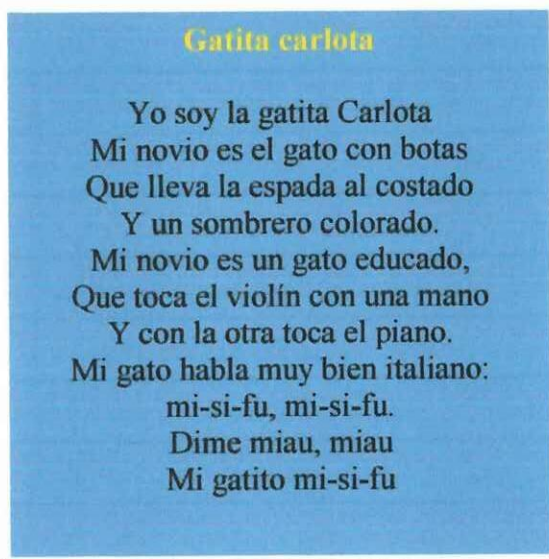 Gatita carlota
Yo soy la gatita Carlota
Mi novio es el gato con botas
Que lleva la espada al costado
Y un sombrero colorado.
Mi novio es un gato educado,
Que toca el violín con una mano
Y con la otra toca el piano.
Mi gato habla muy bien italiano:
mi-si-fu, mi-si-fu.
Dime miau, miau
Mi gatito mi-si-fu